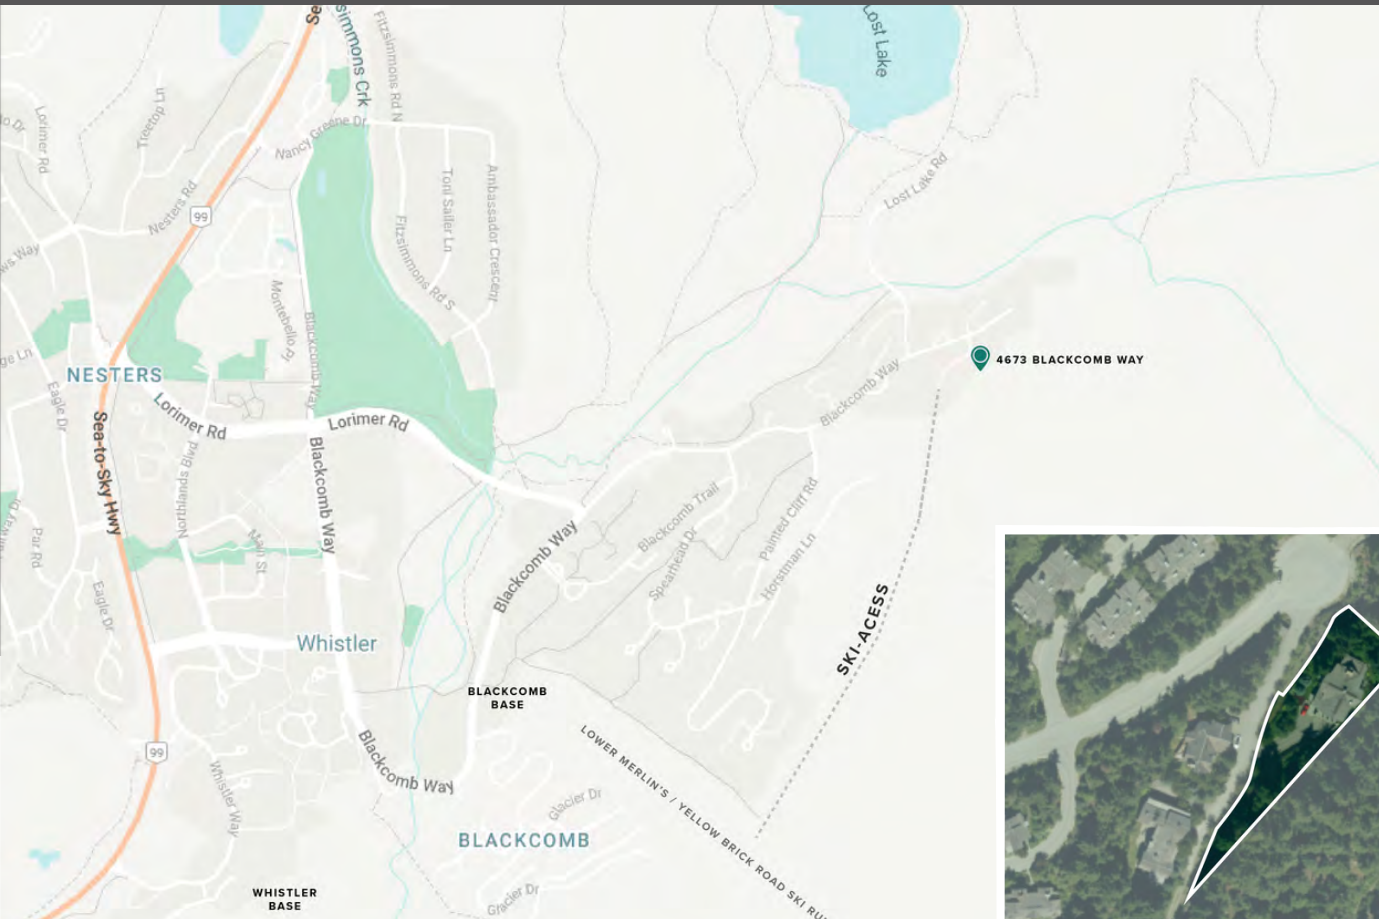 Lost Lake
Fitzsimmons Rd N
Lorimer Rd
Treetop Ln
Nancy Greene Dr
Lost Lake Rd
Nesters Rd
99
Toni Sailer Ln
Ambassador Crescent
Fitzsimmons Rd S
Montebello Pl
Blackcomb Way
4673 BLACKCOMB WAY
NESTERS
Eagle Dr
Lorimer Rd
Lorimer Rd
Blackcomb Way
Sea-to-Sky Hwy
Northlands Blvd
Blackcomb Way
Main St
Par Rd
Blackcomb Trail
Painted Cliff Rd
Spearhead Dr
Horstman Ln
Blackcomb Way
Eagle Dr
SKI-ACESS
Whistler
BLACKCOMB
BASE
99
Blackcomb Way
LOWER MERLIN'S / YELLOW BRICK ROAD SKI RU
Whistler Way
Glacier Dr
BLACKCOMB
Glacier Dr
WHISTLER
BASE